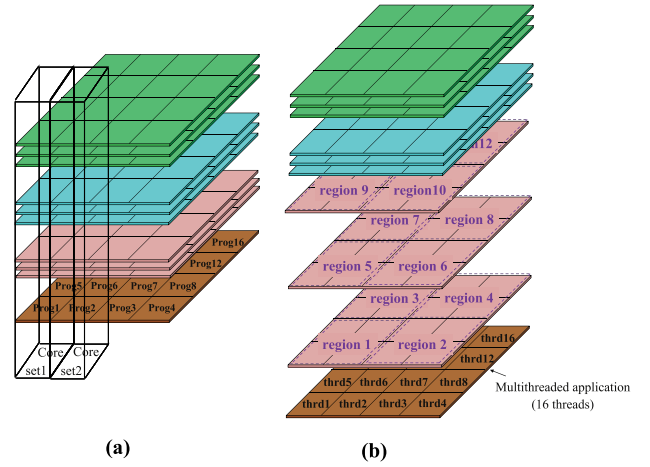 Prog16
Prog12
Prog5 Prog6 Prog7 Prog8
Prog1 Prog2 Prog3 Prog4
Core Core
set1 set2
(a)
region 9 region10
region 7 region 8
region 5 region 6
region 3 region 4
region 1 region 2
thrd16
thrd12
thrd5 thrd6 thrd7 thrd8
thrd1 thrd2 thrd3 thrd4
Multithreaded application
(16 threads)
(b)